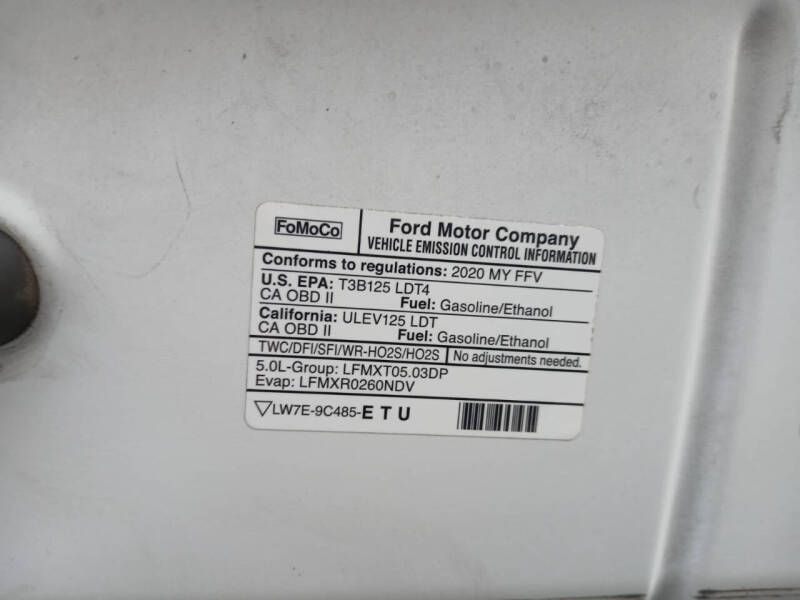 FoMoCo
Ford Motor Company
VEHICLE EMISSION CONTROL INFORMATION
Conforms to regulations: 2020 MY FFV
U.S. EPA: T3B125 LDT4
CA OBD II Fuel: Gasoline/Ethanol
California: ULEV125 LDT
CA OBD II Fuel: Gasoline/Ethanol
TWC/DFI/SFI/WR-HO2S/HO2S No adjustments needed.
5.0L-Group: LFMXT05.03DP
Evap: LFMXR0260NDV
LW7E-9C485-E T U